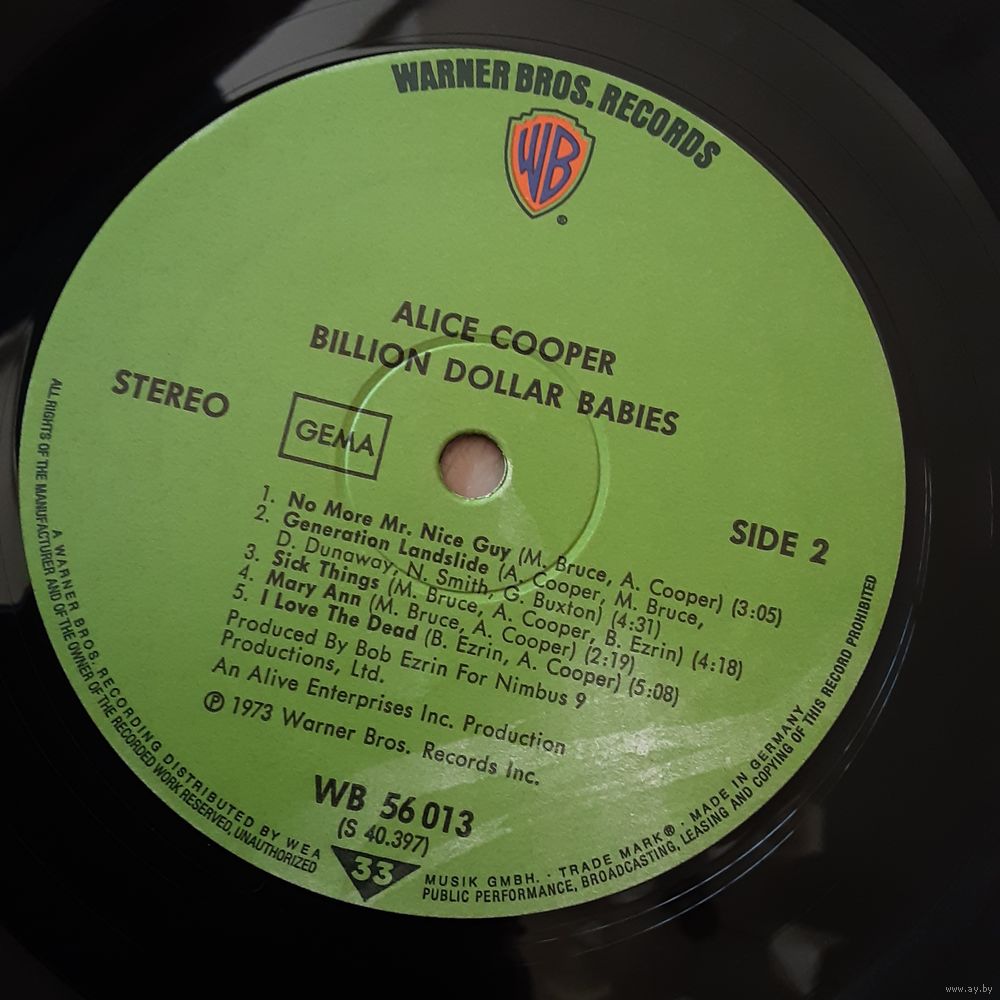 WARNER BROS. RECORDS
WB
®
ALICE COOPER
BILLION DOLLAR BABIES
STEREO
GEMA
SIDE 2
1. No More Mr. Nice Guy (M. Bruce, A. Cooper) (3:05)
2. Generation Landslide (A. Cooper, M. Bruce,
D. Dunaway, N. Smith, G. Buxton) (4:31)
3. Sick Things (M. Bruce, A. Cooper, B. Ezrin) (4:18)
4. Mary Ann (M. Bruce, A. Cooper) (2:19)
5. I Love The Dead (B. Ezrin, A. Cooper) (5:08)
Produced By Bob Ezrin For Nimbus 9
Productions, Ltd.
An Alive Enterprises Inc. Production
℗ 1973 Warner Bros. Records Inc.
WB 56 013
(S 40.397)
33
A WARNER BROS. RECORDING DISTRIBUTED BY WEA MUSIK GMBH. · TRADE MARK® · MADE IN GERMANY
ALL RIGHTS OF THE MANUFACTURER AND OF THE OWNER OF THE RECORDED WORK RESERVED, UNAUTHORIZED PUBLIC PERFORMANCE, BROADCASTING, LEASING AND COPYING OF THIS RECORD PROHIBITED
www.ay.by